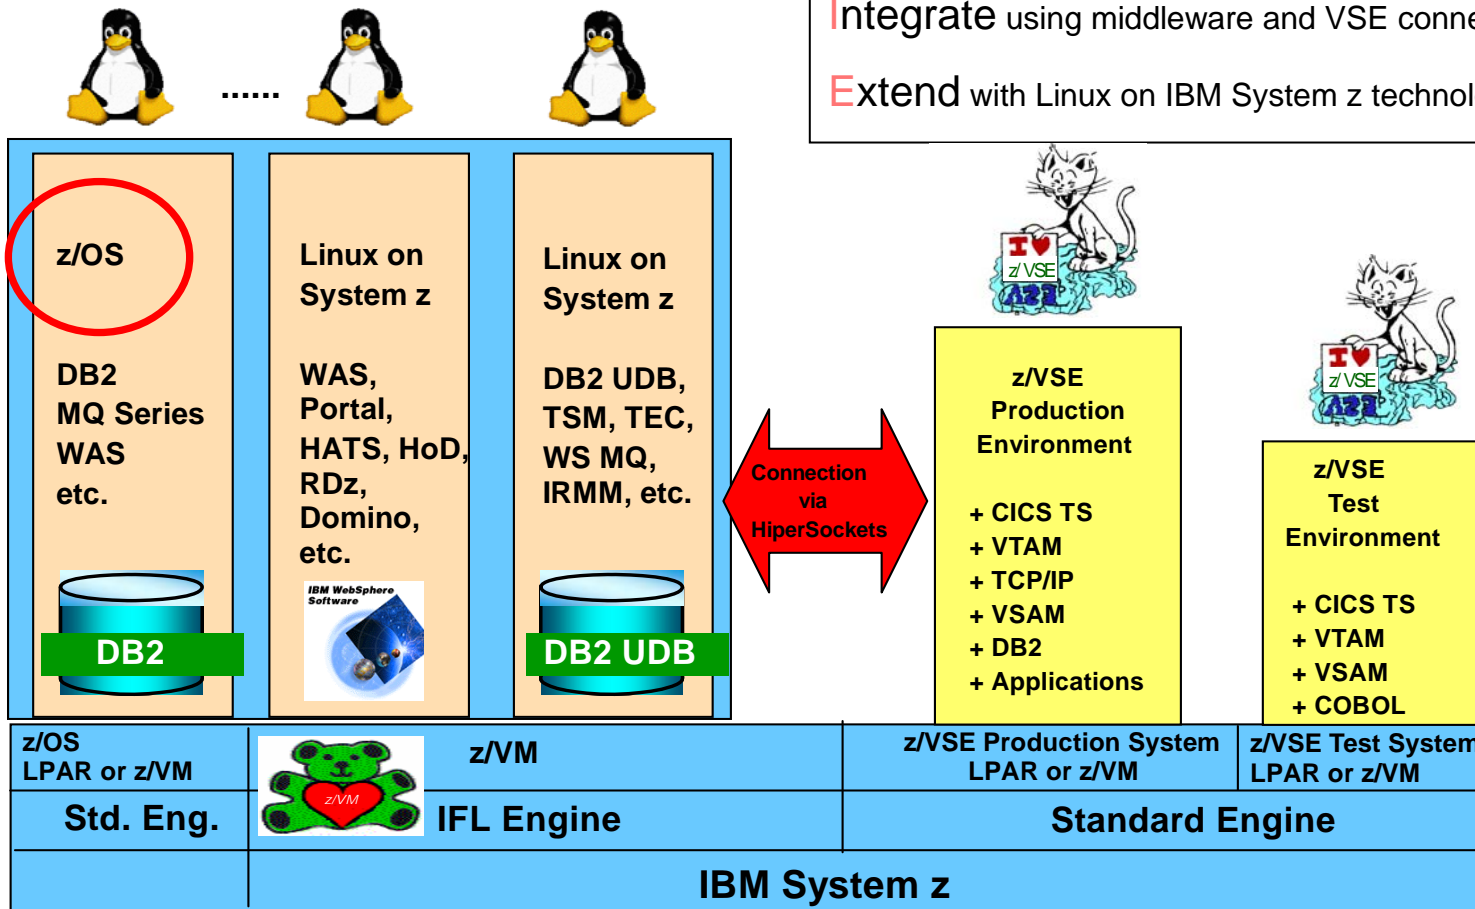 Integrate using middleware and VSE
Extend with Linux on IBM System z
......
z/OS
DB2
MQ Series
WAS
etc.
DB2
Linux on
System z
WAS,
Portal,
HATS, HoD,
RDz,
Domino,
etc.
IBM WebSphere
Software
Linux on
System z
DB2 UDB,
TSM, TEC,
WS MQ,
IRMM, etc.
DB2 UDB
Connection
via
HiperSockets
I ♥
z/VSE
z/VSE
Production
Environment
+ CICS TS
+ VTAM
+ TCP/IP
+ VSAM
+ DB2
+ Applications
I ♥
z/VSE
z/VSE
Test
Environment
+ CICS TS
+ VTAM
+ VSAM
+ COBOL
z/OS
LPAR or z/VM
z/VM
z/VM
z/VSE Production System
LPAR or z/VM
z/VSE Test System
LPAR or z/VM
Std. Eng.
IFL Engine
Standard Engine
IBM System z